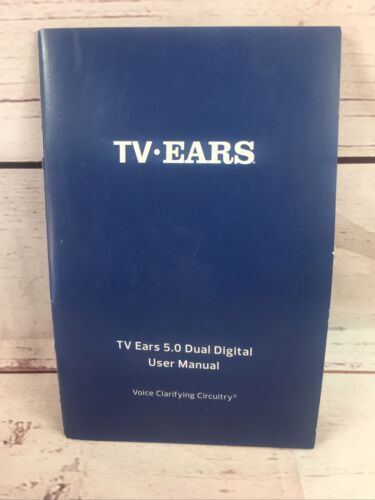 TV·EARS
TV Ears 5.0 Dual Digital
User Manual
Voice Clarifying Circuitry®